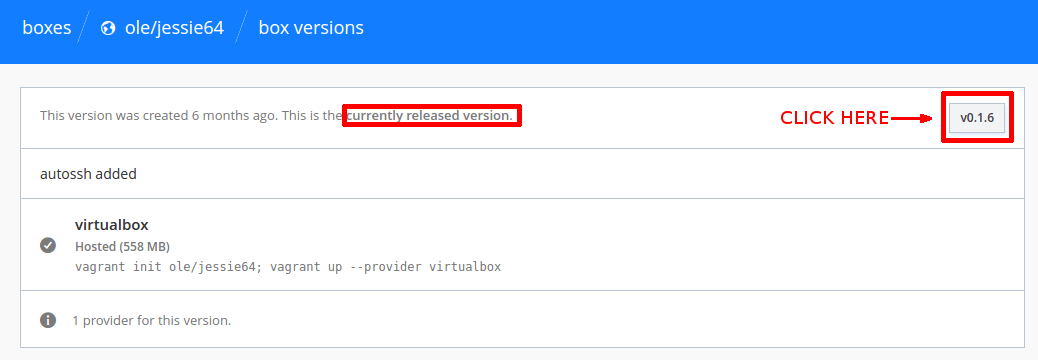 boxes / ole/jessie64 / box versions
This version was created 6 months ago. This is the currently released version. CLICK HERE v0.1.6
autossh added
virtualbox
Hosted (558 MB)
vagrant init ole/jessie64; vagrant up --provider virtualbox
1 provider for this version.